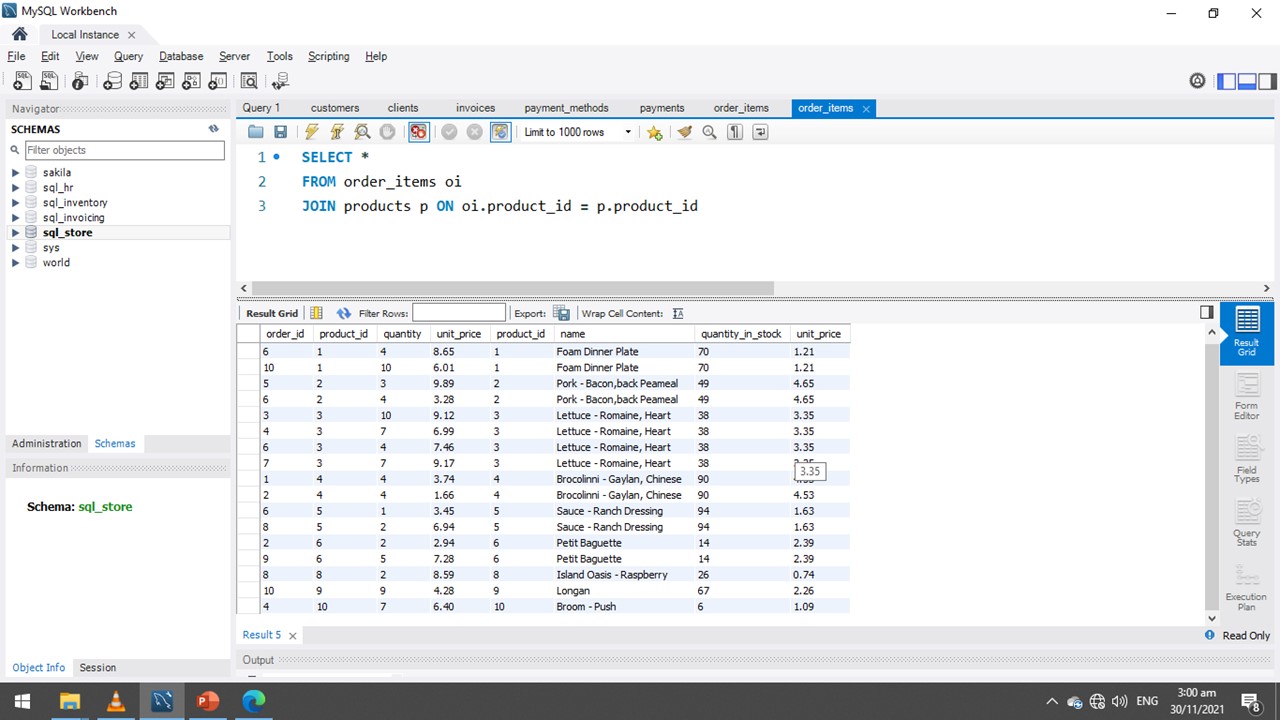 MySQL Workbench
Local Instance
File Edit View Query Database Server Tools Scripting Help
Navigator
SCHEMAS
Filter objects
sakila
sql_hr
sql_inventory
sql_invoicing
sql_store
sys
world
Administration Schemas
Information
Schema: sql_store
Object Info Session
Query 1 customers clients invoices payment_methods payments order_items order_items
Limit to 1000 rows
1 SELECT *
2 FROM order_items oi
3 JOIN products p ON oi.product_id = p.product_id
Result Grid Filter Rows: Export: Wrap Cell Content:
order_id product_id quantity unit_price product_id name quantity_in_stock unit_price
6 1 4 8.65 1 Foam Dinner Plate 70 1.21
10 1 10 6.01 1 Foam Dinner Plate 70 1.21
5 2 3 9.89 2 Pork - Bacon,back Peameal 49 4.65
6 2 4 3.28 2 Pork - Bacon,back Peameal 49 4.65
3 3 10 9.12 3 Lettuce - Romaine, Heart 38 3.35
4 3 7 6.99 3 Lettuce - Romaine, Heart 38 3.35
6 3 4 7.46 3 Lettuce - Romaine, Heart 38 3.35
7 3 7 9.17 3 Lettuce - Romaine, Heart 38
3.35
1 4 4 3.74 4 Brocolinni - Gaylan, Chinese 90
2 4 4 1.66 4 Brocolinni - Gaylan, Chinese 90 4.53
6 5 1 3.45 5 Sauce - Ranch Dressing 94 1.63
8 5 2 6.94 5 Sauce - Ranch Dressing 94 1.63
2 6 2 2.94 6 Petit Baguette 14 2.39
9 6 5 7.28 6 Petit Baguette 14 2.39
8 8 2 8.59 8 Island Oasis - Raspberry 26 0.74
10 9 9 4.28 9 Longan 67 2.26
4 10 7 6.40 10 Broom - Push 6 1.09
Result
Grid
Form
Editor
Field
Types
Query
Stats
Execution
Plan
Result 5
Read Only
Output
ENG
3:00 am
30/11/2021
8